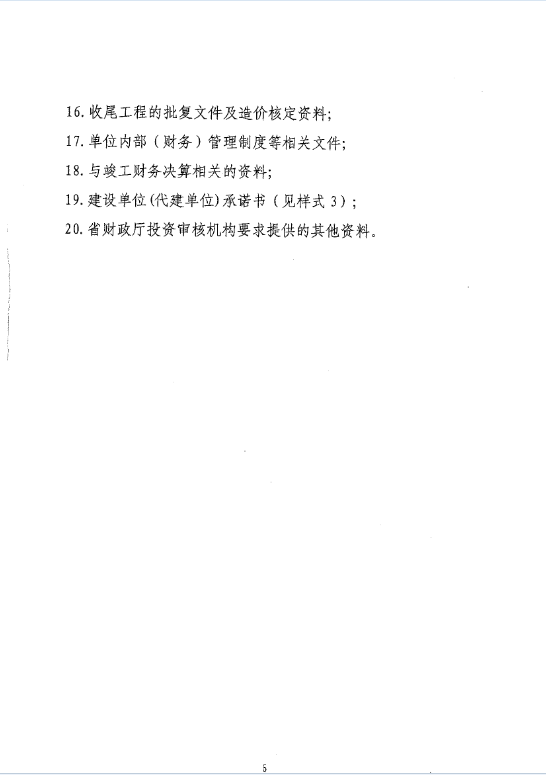 16. 收尾工程的批复文件及造价核定资料;
17. 单位内部（财务）管理制度等相关文件;
18. 与竣工财务决算相关的资料;
19. 建设单位(代建单位)承诺书（见样式 3）;
20. 省财政厅投资审核机构要求提供的其他资料。
5